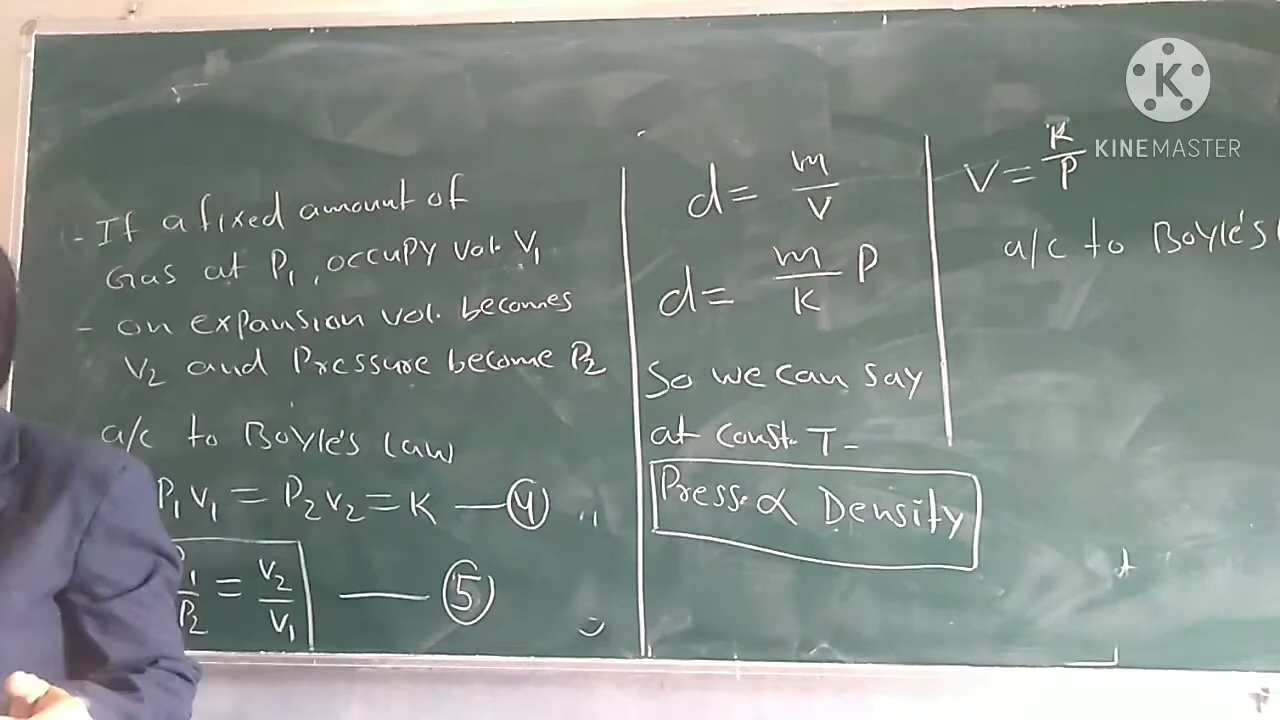 - If a fixed amount of
Gas at P₁, occupy vol. V₁
- on expansion vol. becomes
V₂ and Pressure become P₂
a/c to Boyle's law
P₁V₁ = P₂V₂ = K —(4)
P₁/P₂ = V₂/V₁ —(5)
d = m/V
d = m/K P
So we can say
at const. T -
Press. ∝ Density
V = K/P
a/c to Boyle's
K
KINEMASTER